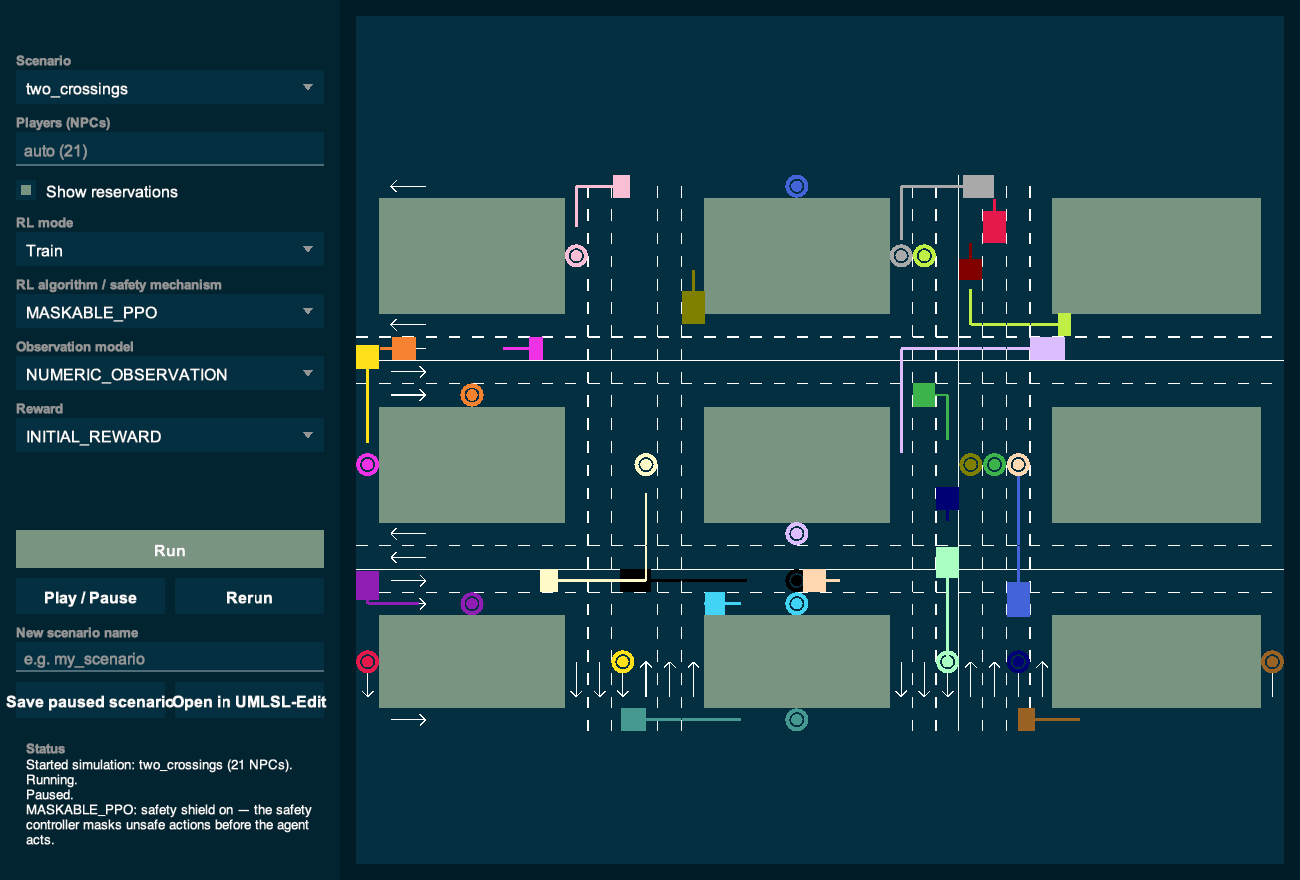 Scenario
two_crossings
Players (NPCs)
auto (21)
Show reservations
RL mode
Train
RL algorithm / safety mechanism
MASKABLE_PPO
Observation model
NUMERIC_OBSERVATION
Reward
INITIAL_REWARD
Run
Play / Pause
Rerun
New scenario name
e.g. my_scenario
Save paused scenario
Open in UMLSL-Edit
Status
Started simulation: two_crossings (21 NPCs).
Running.
Paused.
MASKABLE_PPO: safety shield on — the safety
controller masks unsafe actions before the agent
acts.